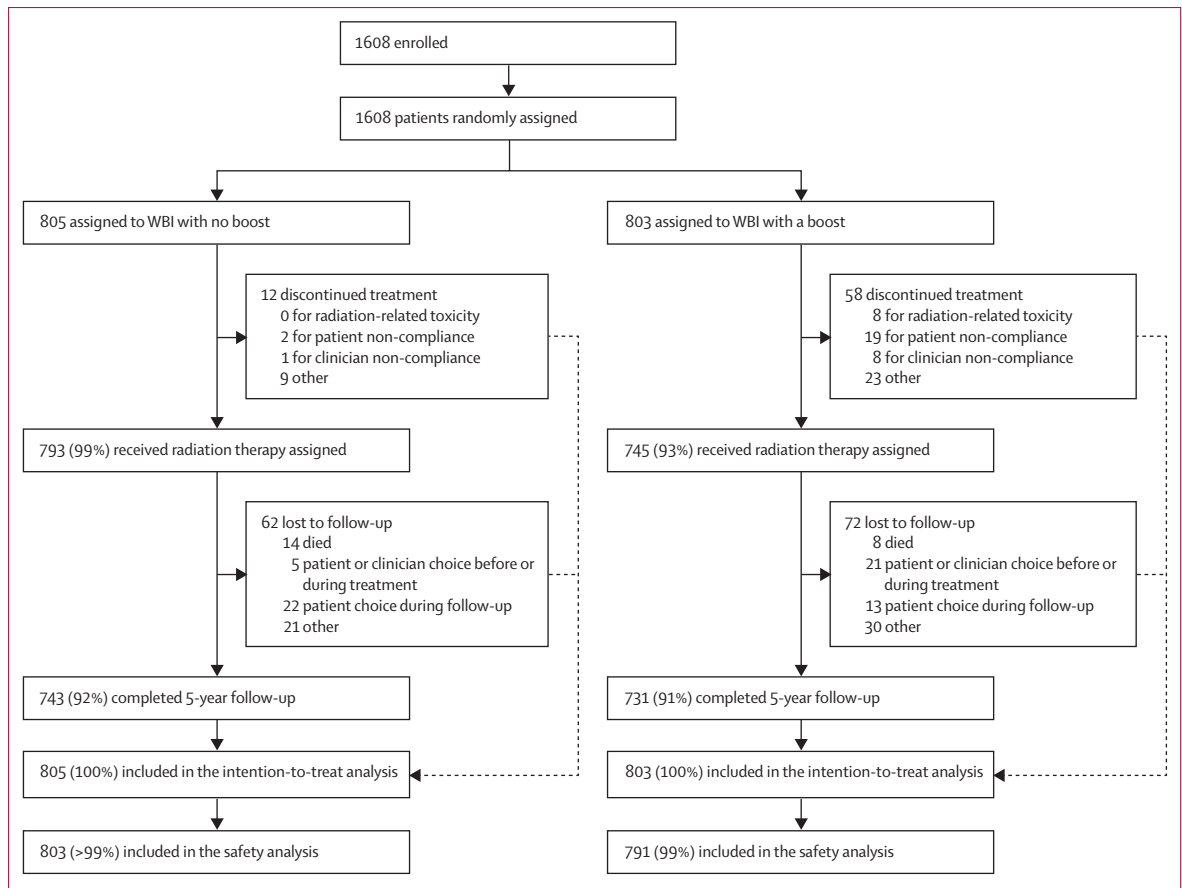 1608 enrolled
1608 patients randomly assigned
805 assigned to WBI with no boost
803 assigned to WBI with a boost
12 discontinued treatment
0 for radiation-related toxicity
2 for patient non-compliance
1 for clinician non-compliance
9 other
58 discontinued treatment
8 for radiation-related toxicity
19 for patient non-compliance
8 for clinician non-compliance
23 other
793 (99%) received radiation therapy assigned
745 (93%) received radiation therapy assigned
62 lost to follow-up
14 died
5 patient or clinician choice before or
during treatment
22 patient choice during follow-up
21 other
72 lost to follow-up
8 died
21 patient or clinician choice before or
during treatment
13 patient choice during follow-up
30 other
743 (92%) completed 5-year follow-up
731 (91%) completed 5-year follow-up
805 (100%) included in the intention-to-treat analysis
803 (100%) included in the intention-to-treat analysis
803 (>99%) included in the safety analysis
791 (99%) included in the safety analysis